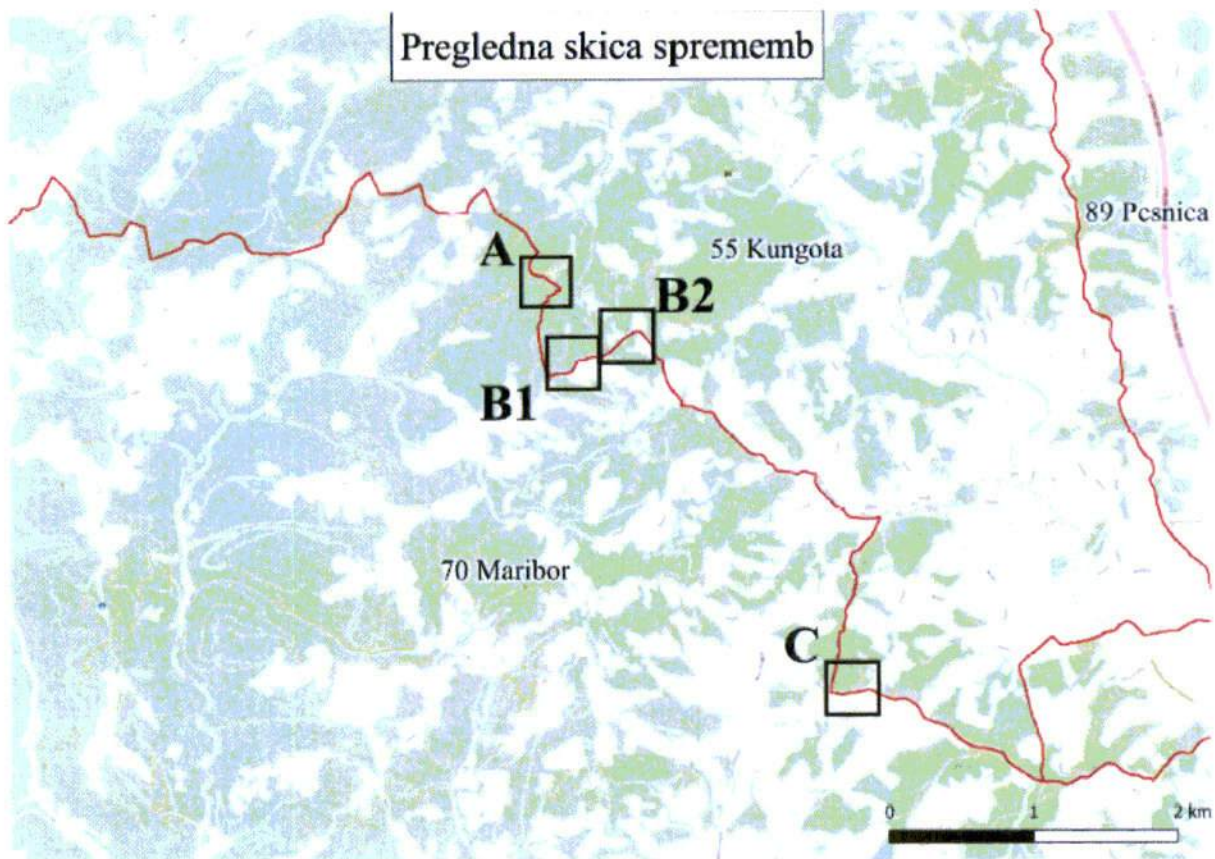 Pregledna skica sprememb
89 Pesnica
55 Kungota
A
B2
B1
70 Maribor
C
0 1 2 km